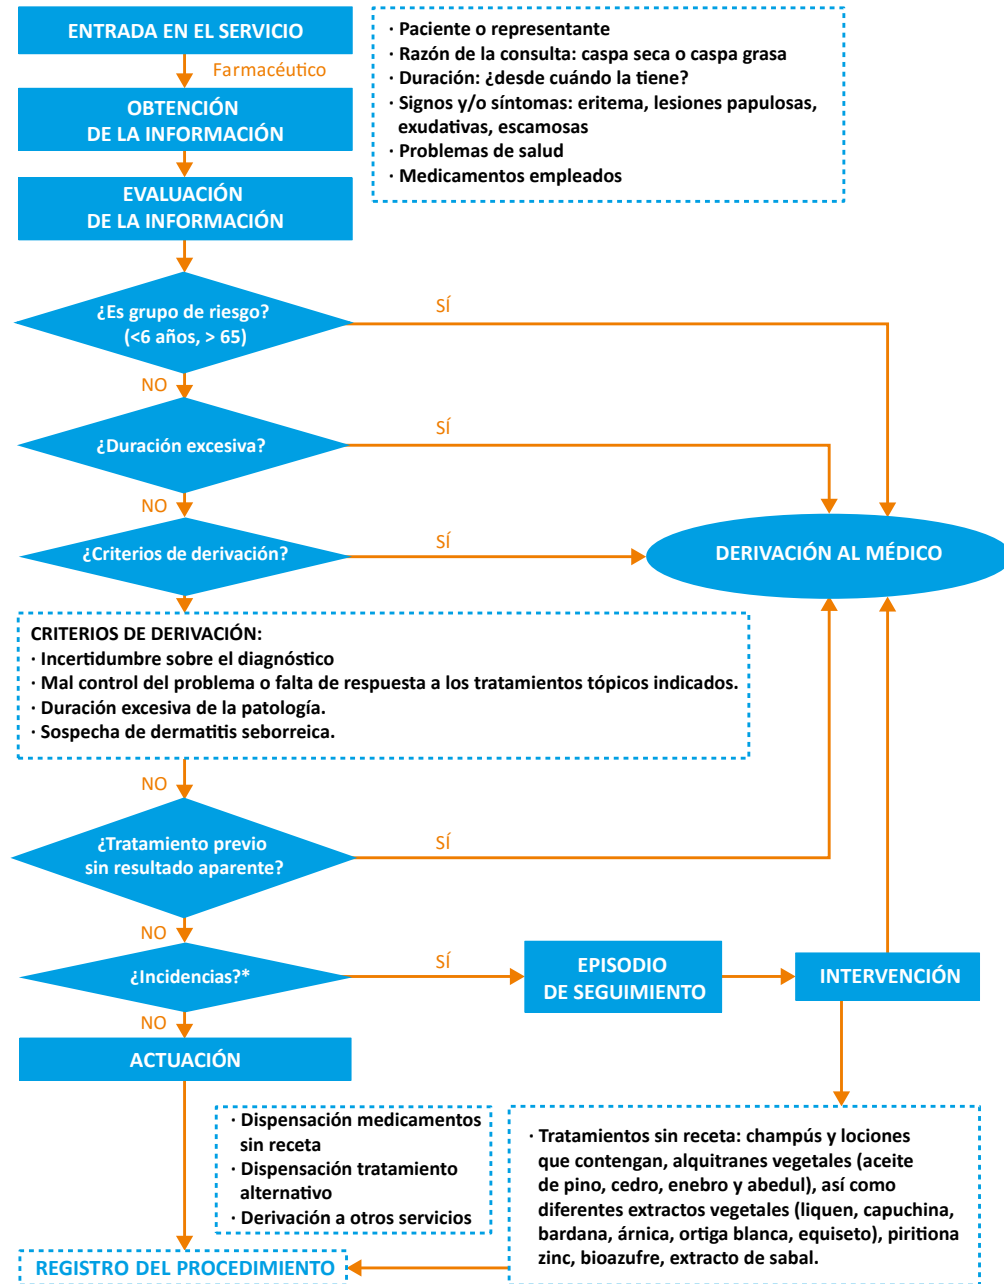 ENTRADA EN EL SERVICIO
· Paciente o representante
· Razón de la consulta: caspa seca o caspa grasa
· Duración: ¿desde cuándo la tiene?
· Signos y/o síntomas: eritema, lesiones papulosas,
exudativas, escamosas
· Problemas de salud
· Medicamentos empleados
Farmacéutico
OBTENCIÓN
DE LA INFORMACIÓN
EVALUACIÓN
DE LA INFORMACIÓN
¿Es grupo de riesgo?
(<6 años, > 65)
SÍ
NO
¿Duración excesiva?
SÍ
NO
¿Criterios de derivación?
SÍ
DERIVACIÓN AL MÉDICO
CRITERIOS DE DERIVACIÓN:
· Incertidumbre sobre el diagnóstico
· Mal control del problema o falta de respuesta a los tratamientos tópicos indicados.
· Duración excesiva de la patología.
· Sospecha de dermatitis seborreica.
NO
¿Tratamiento previo
sin resultado aparente?
SÍ
NO
¿Incidencias?*
SÍ
EPISODIO
DE SEGUIMIENTO
INTERVENCIÓN
NO
ACTUACIÓN
· Dispensación medicamentos
sin receta
· Dispensación tratamiento
alternativo
· Derivación a otros servicios
· Tratamientos sin receta: champús y lociones
que contengan, alquitranes vegetales (aceite
de pino, cedro, enebro y abedul), así como
diferentes extractos vegetales (liquen, capuchina,
bardana, árnica, ortiga blanca, equiseto), piritiona
zinc, bioazufre, extracto de sabal.
REGISTRO DEL PROCEDIMIENTO